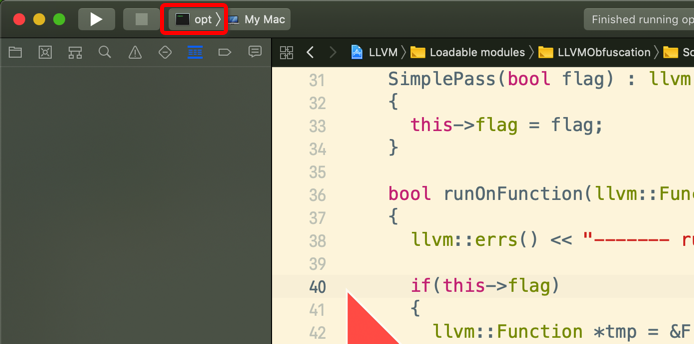 opt 〉 My Mac
Finished running op
LLVM 〉 Loadable modules 〉 LLVMObfuscation 〉 So
31 SimplePass(bool flag) : llvm
32 {
33 this->flag = flag;
34 }
35
36 bool runOnFunction(llvm::Func
37 {
38 llvm::errs() << "------- ru
39
40 if(this->flag)
41 {
42 llvm::Function *tmp = &F